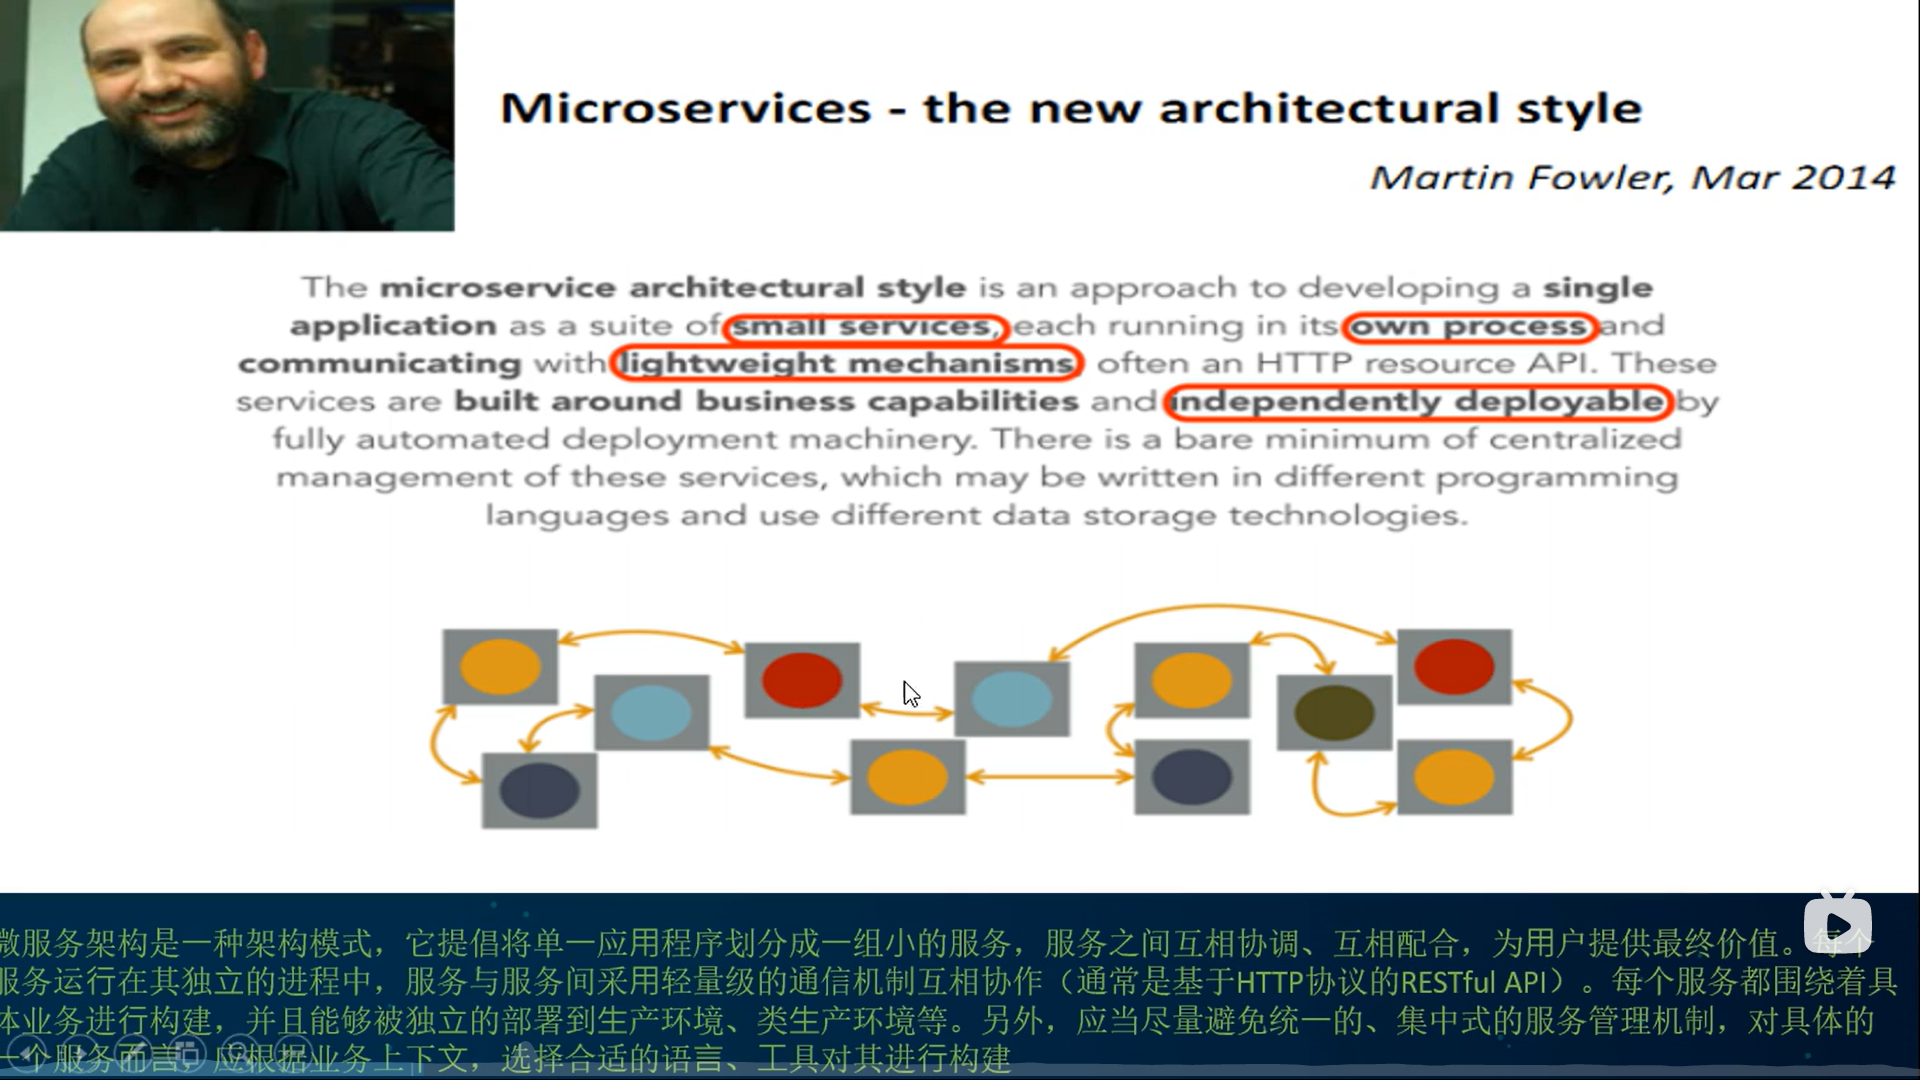 Microservices - the new architectural style
Martin Fowler, Mar 2014
The microservice architectural style is an approach to developing a single
application as a suite of small services, each running in its own process and
communicating with lightweight mechanisms, often an HTTP resource API. These
services are built around business capabilities and independently deployable by
fully automated deployment machinery. There is a bare minimum of centralized
management of these services, which may be written in different programming
languages and use different data storage technologies.
微服务架构是一种架构模式，它提倡将单一应用程序划分成一组小的服务，服务之间互相协调、互相配合，为用户提供最终价值。每个
服务运行在其独立的进程中，服务与服务间采用轻量级的通信机制互相协作（通常是基于HTTP协议的RESTful API）。每个服务都围绕着具
体业务进行构建，并且能够被独立的部署到生产环境、类生产环境等。另外，应当尽量避免统一的、集中式的服务管理机制，对具体的
一个服务而言，应根据业务上下文，选择合适的语言、工具对其进行构建